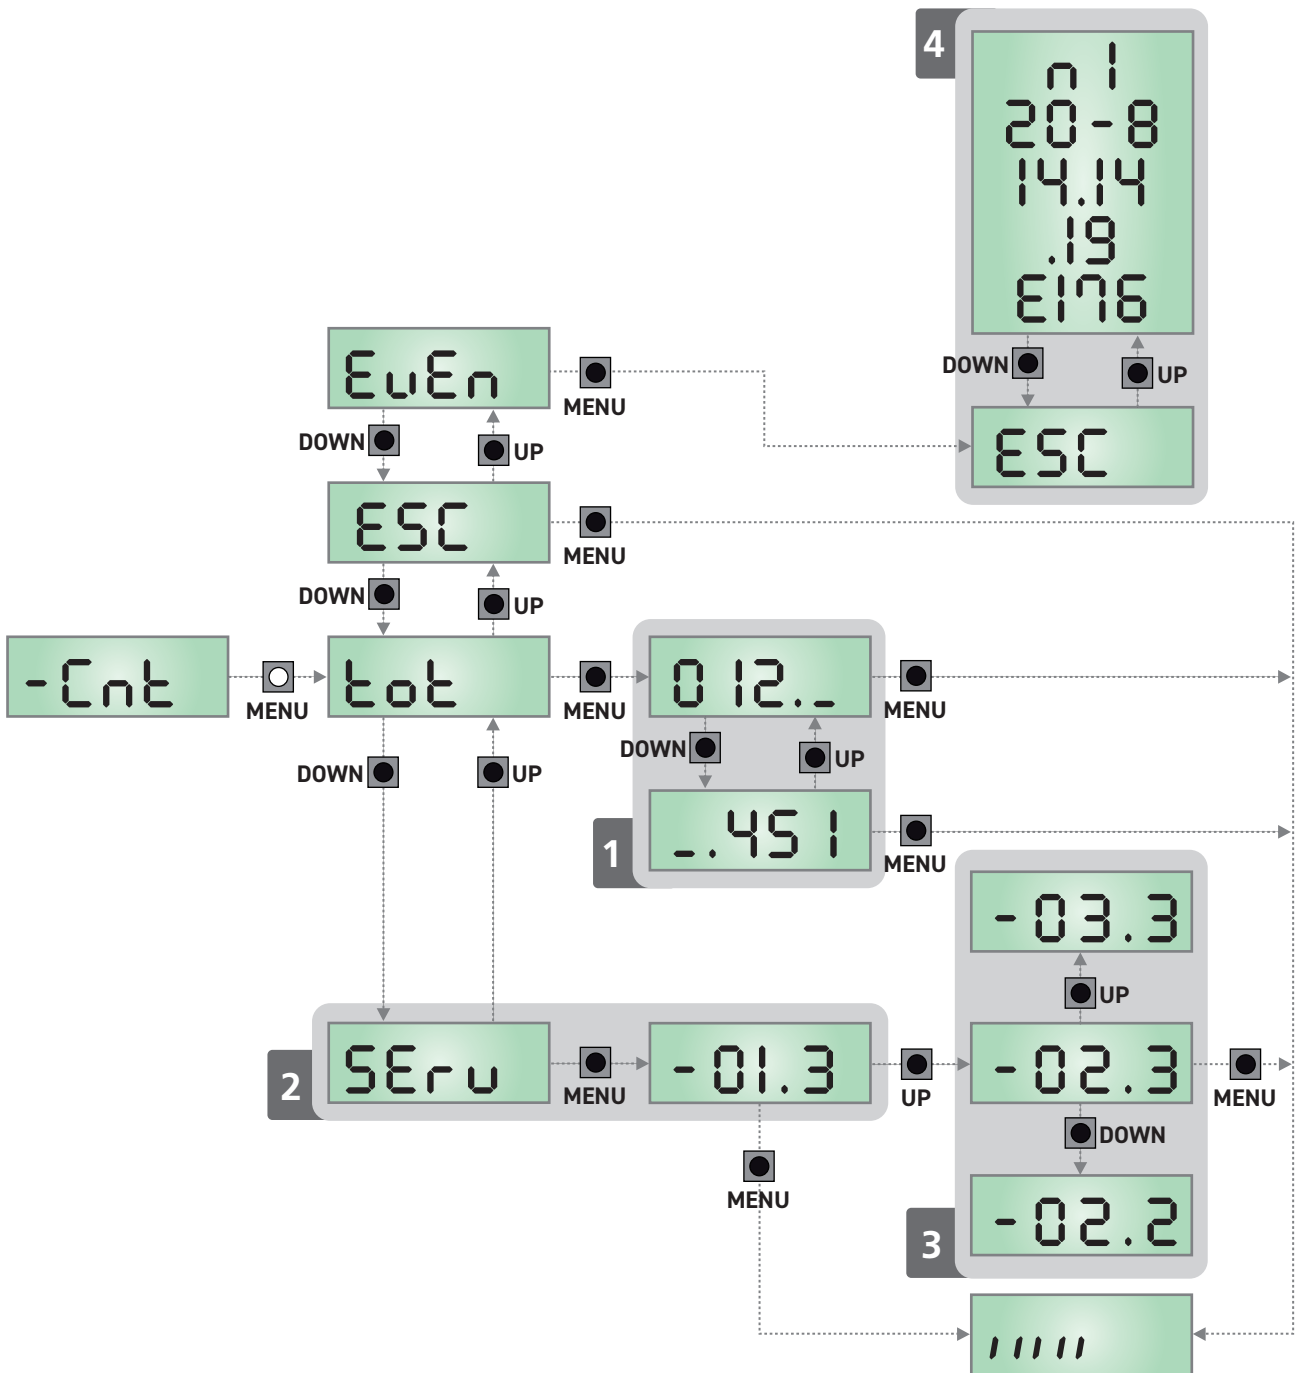 4
n 1
20-8
14.14
.19
E176
DOWN
UP
ESC
EvEn
MENU
DOWN
UP
ESC
MENU
DOWN
UP
-Cnt
MENU
tot
MENU
012._
MENU
DOWN
UP
DOWN
UP
1
_.451
MENU
-03.3
UP
2
SErv
MENU
-01.3
UP
-02.3
MENU
DOWN
MENU
3
-02.2